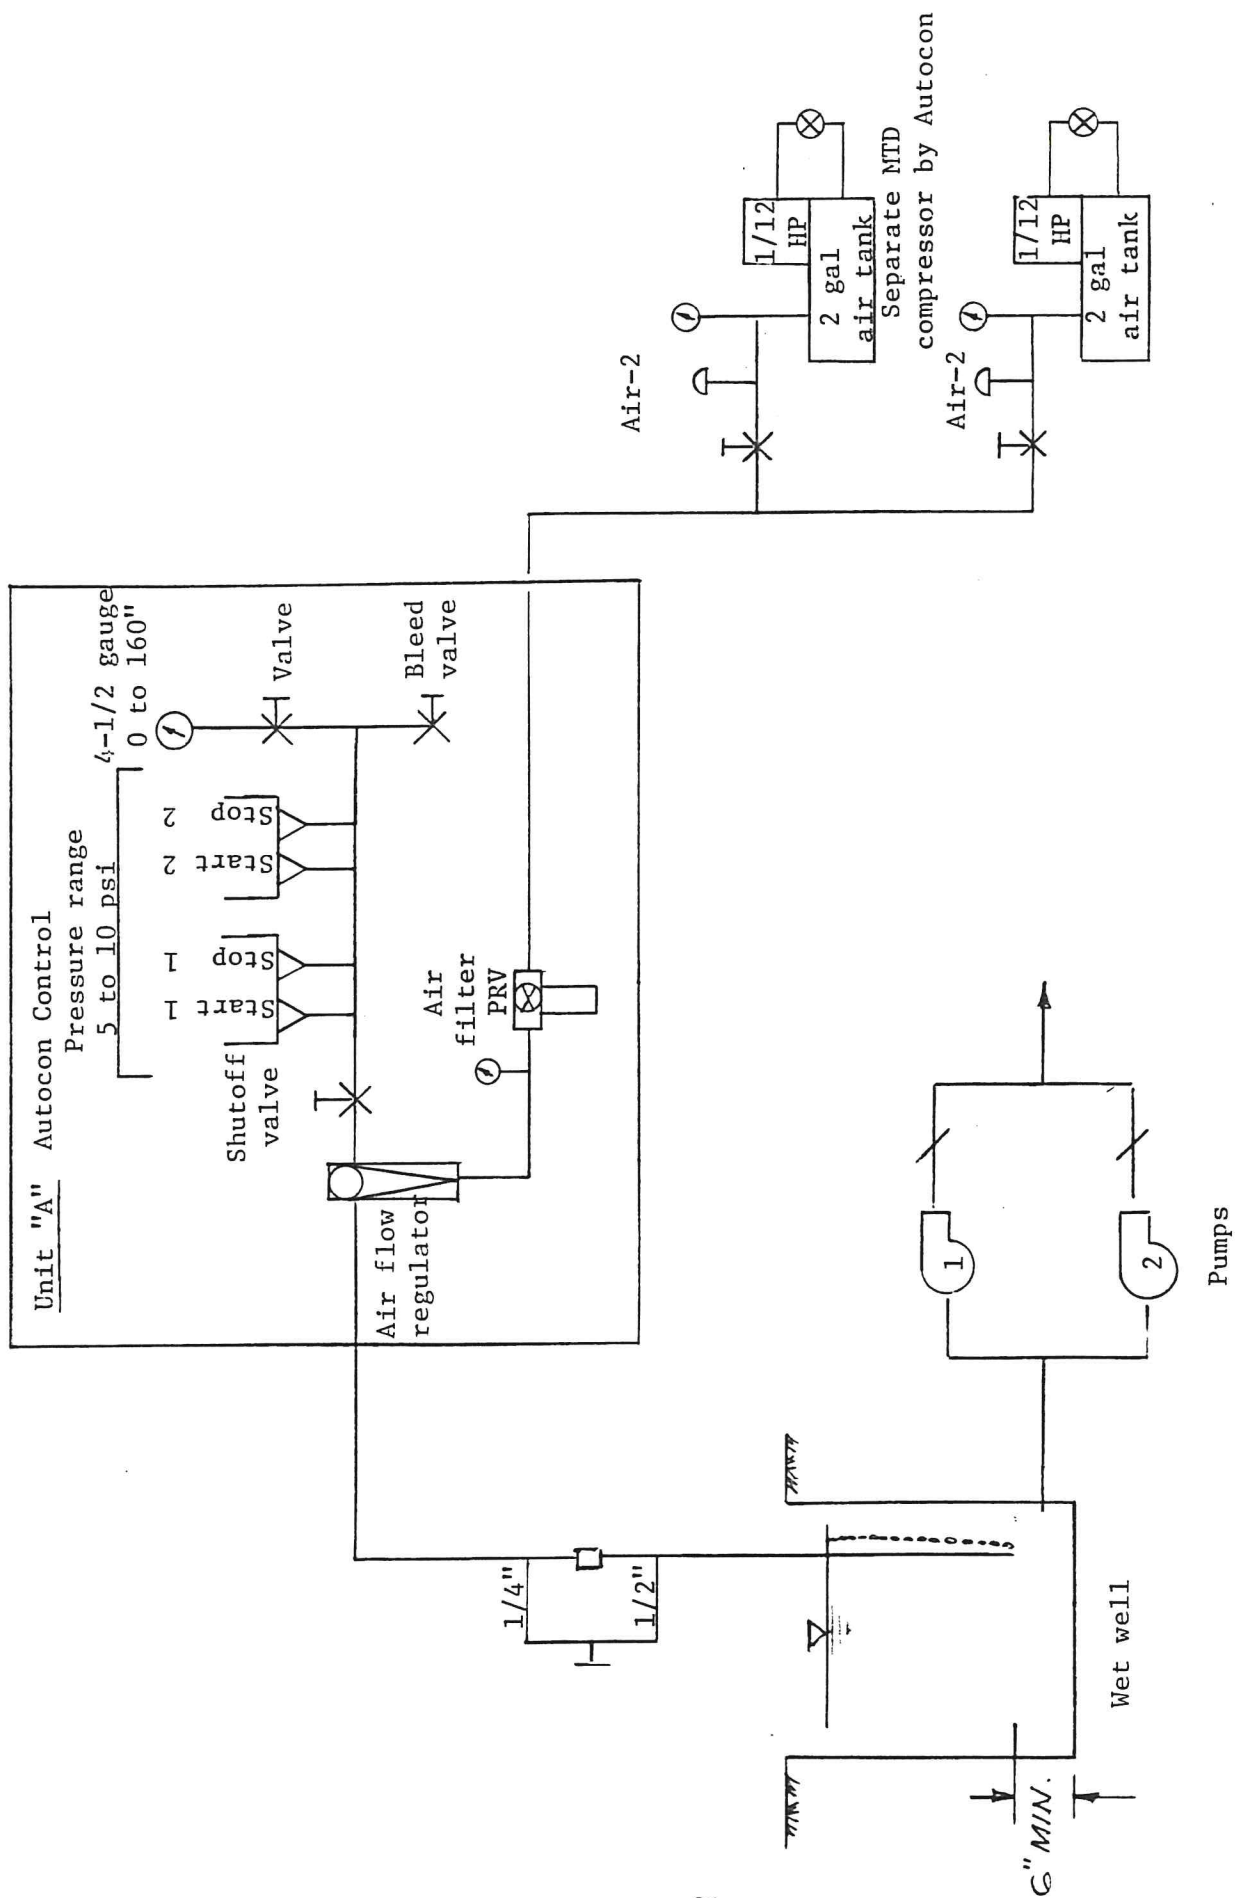 Unit "A" Autocon Control
Pressure range
5 to 10 psi
4-1/2 gauge
0 to 160"
Start 1
Stop 1
Start 2
Stop 2
Shutoff
valve
Valve
Bleed
valve
Air
filter
PRV
Air flow
regulator
Air-2
1/12
HP
2 gal
air tank
Separate MTD
compressor by Autocon
Air-2
1/12
HP
2 gal
air tank
1/4"
1/2"
6" MIN.
Wet well
1
2
Pumps